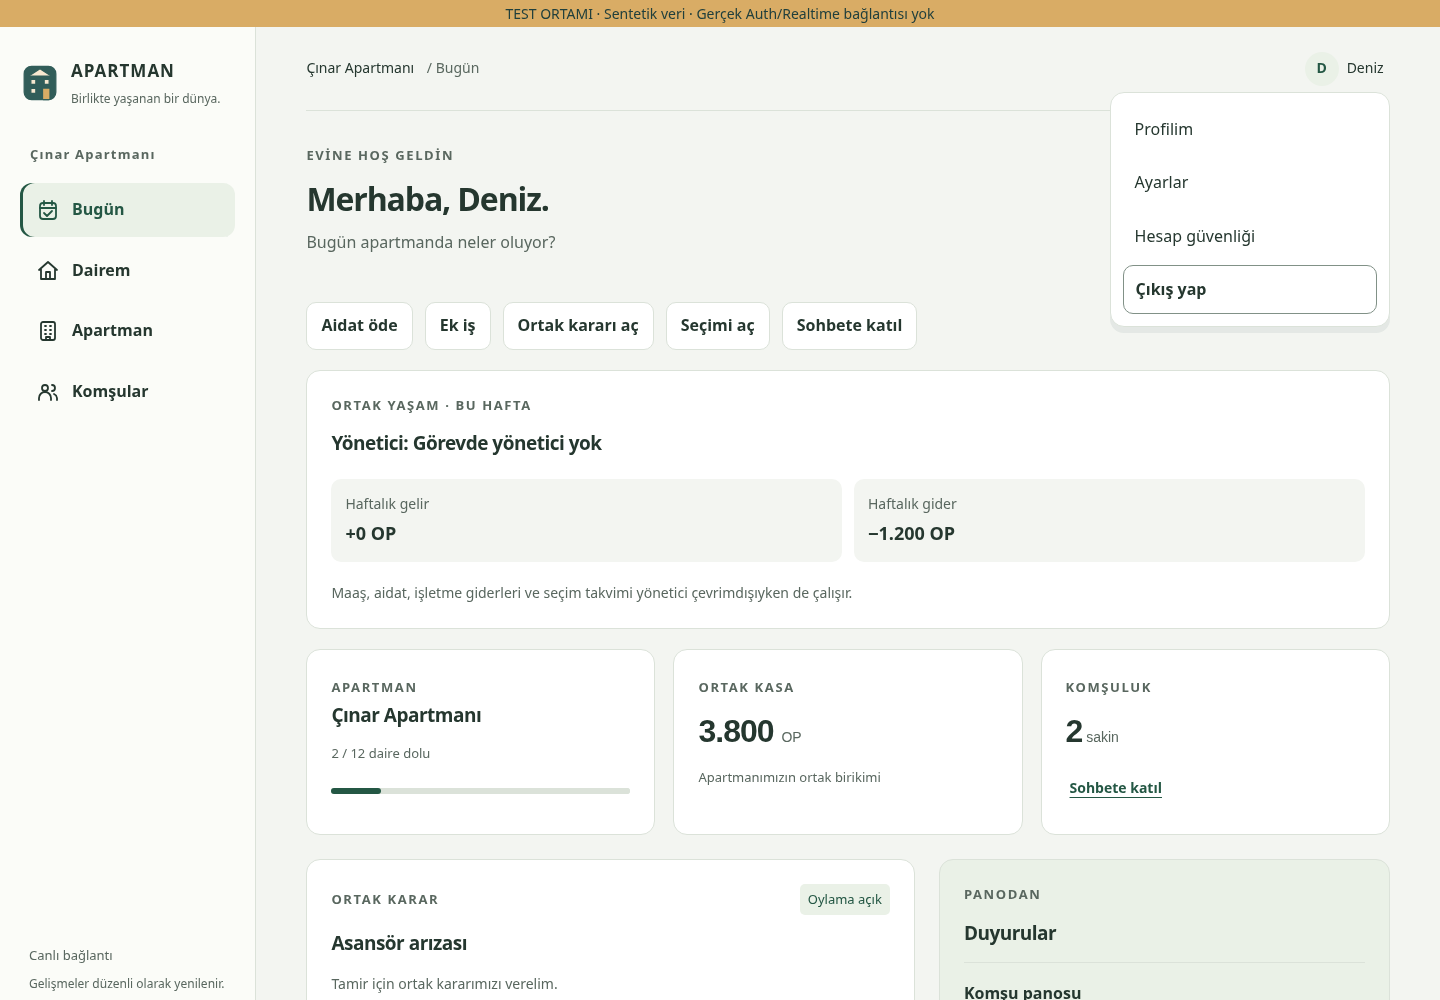 TEST ORTAMI · Sentetik veri · Gerçek Auth/Realtime bağlantısı yok
APARTMAN
Birlikte yaşanan bir dünya.
Çınar Apartmanı
Bugün
Dairem
Apartman
Komşular
Canlı bağlantı
Gelişmeler düzenli olarak yenilenir.
Çınar Apartmanı / Bugün
D Deniz
Profilim
Ayarlar
Hesap güvenliği
Çıkış yap
EVİNE HOŞ GELDİN
Merhaba, Deniz.
Bugün apartmanda neler oluyor?
Aidat öde
Ek iş
Ortak kararı aç
Seçimi aç
Sohbete katıl
ORTAK YAŞAM · BU HAFTA
Yönetici: Görevde yönetici yok
Haftalık gelir
+0 OP
Haftalık gider
−1.200 OP
Maaş, aidat, işletme giderleri ve seçim takvimi yönetici çevrimdışıyken de çalışır.
APARTMAN
Çınar Apartmanı
2 / 12 daire dolu
ORTAK KASA
3.800 OP
Apartmanımızın ortak birikimi
KOMŞULUK
2 sakin
Sohbete katıl
ORTAK KARAR
Oylama açık
Asansör arızası
Tamir için ortak kararımızı verelim.
PANODAN
Duyurular
Komşu panosu